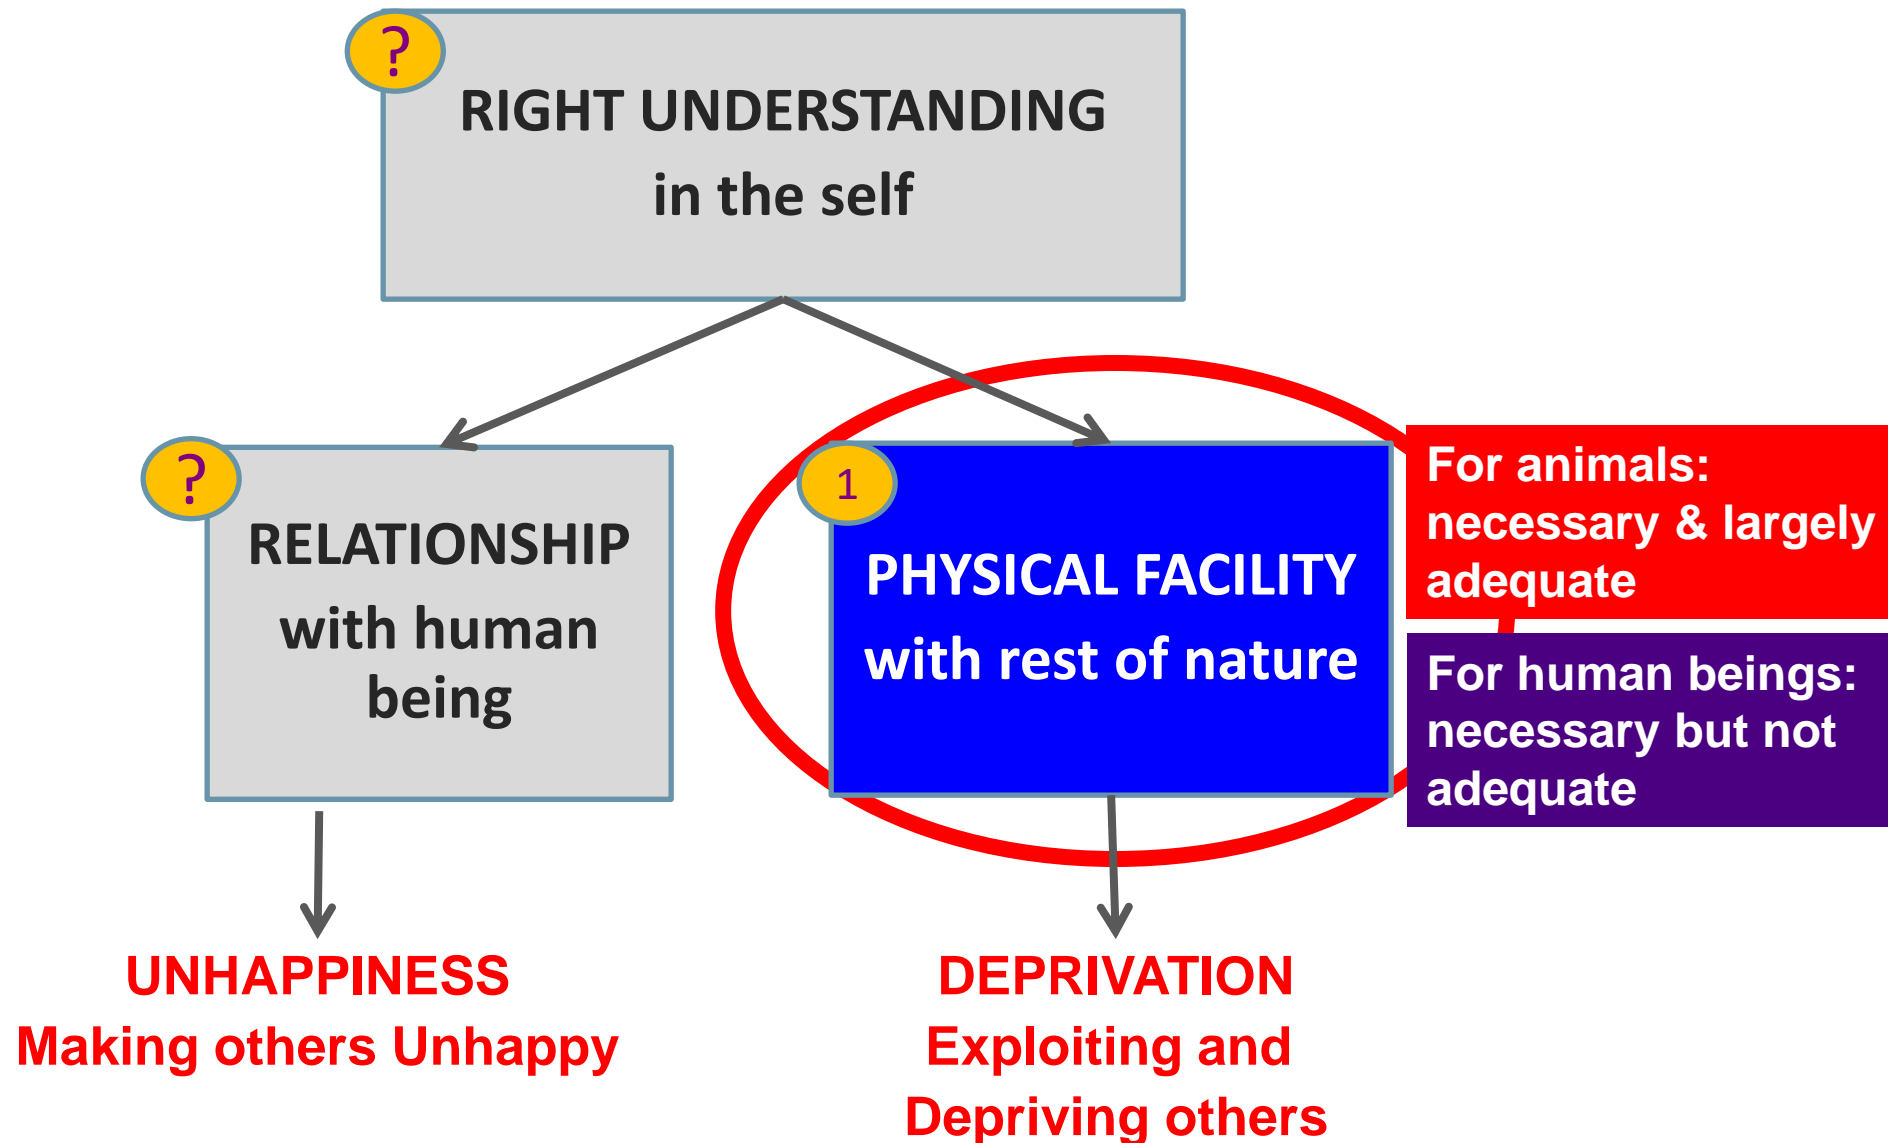 ?
RIGHT UNDERSTANDING
in the self
?
RELATIONSHIP
with human
being
1
PHYSICAL FACILITY
with rest of nature
For animals:
necessary & largely
adequate
For human beings:
necessary but not
adequate
UNHAPPINESS
Making others Unhappy
DEPRIVATION
Exploiting and
Depriving others